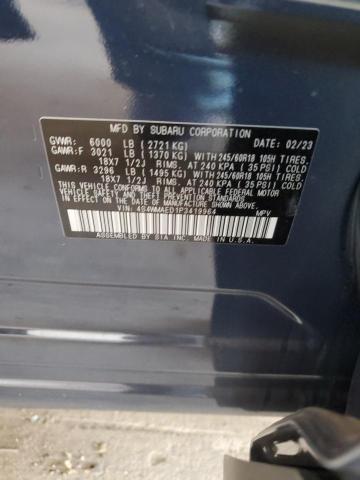 MFD BY SUBARU CORPORATION DATE: 02/23
GVWR: 6000 LB (2721 KG)
GAWR:F 3021 LB (1370 KG) WITH 245/60R18 105H TIRES.
18X7 1/2J RIMS. AT 240 KPA (35 PSI) COLD
GAWR:R 3296 LB (1495 KG) WITH 245/60R18 105H TIRES.
18X7 1/2J RIMS. AT 240 KPA (35 PSI) COLD
THIS VEHICLE CONFORMS TO ALL APPLICABLE FEDERAL MOTOR
VEHICLE SAFETY STANDARDS IN EFFECT ON
THE DATE OF MANUFACTURE SHOWN ABOVE.
VIN: 4S4WMAED1P3419964 MPV
ASSEMBLED BY SIA INC. MADE IN U.S.A.